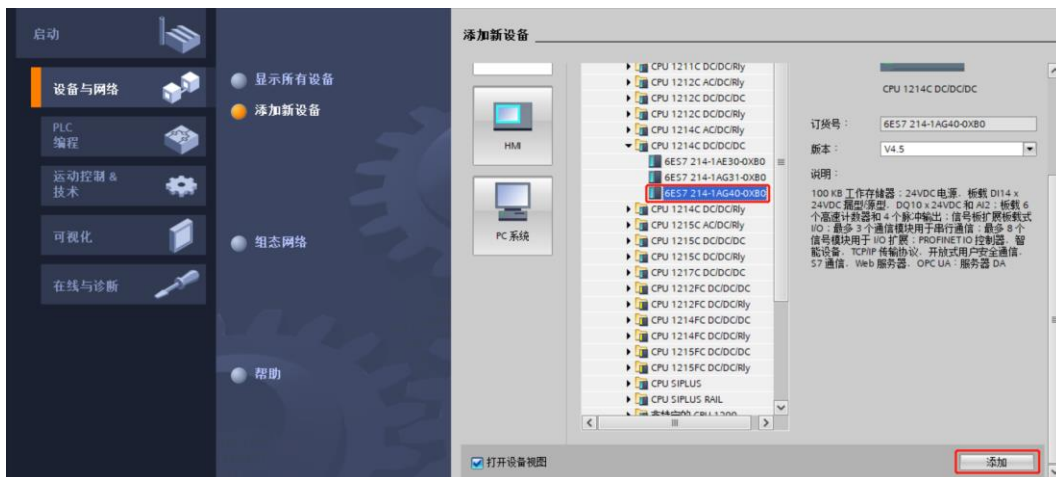 启动
设备与网络
PLC
编程
运动控制 &
技术
可视化
在线与诊断
显示所有设备
添加新设备
组态网络
帮助
添加新设备
HMI
PC 系统
CPU 1211C DC/DC/Rly
CPU 1212C AC/DC/Rly
CPU 1212C DC/DC/DC
CPU 1212C DC/DC/Rly
CPU 1214C AC/DC/Rly
CPU 1214C DC/DC/DC
6ES7 214-1AE30-0XB0
6ES7 214-1AG31-0XB0
6ES7 214-1AG40-0XB0
CPU 1214C DC/DC/Rly
CPU 1215C AC/DC/Rly
CPU 1215C DC/DC/DC
CPU 1215C DC/DC/Rly
CPU 1217C DC/DC/DC
CPU 1212FC DC/DC/DC
CPU 1212FC DC/DC/Rly
CPU 1214FC DC/DC/DC
CPU 1214FC DC/DC/Rly
CPU 1215FC DC/DC/DC
CPU 1215FC DC/DC/Rly
CPU SIPLUS
CPU SIPLUS RAIL
CPU 1200
CPU 1214C DC/DC/DC
订货号：
6ES7 214-1AG40-0XB0
版本：
V4.5
说明：
100 KB 工作存储器；24VDC 电源，板载 DI14 x
24VDC 漏型/源型，DQ10 x 24VDC 和 AI2；板载 6
个高速计数器和 4 个脉冲输出；信号板扩展板载式
I/O；最多 3 个通信模块用于串行通信；最多 8 个
信号模块用于 I/O 扩展；PROFINET IO 控制器，智
能设备，TCP/IP 传输协议，开放式用户安全通信，
S7 通信，Web 服务器，OPC UA：服务器 DA
打开设备视图
添加